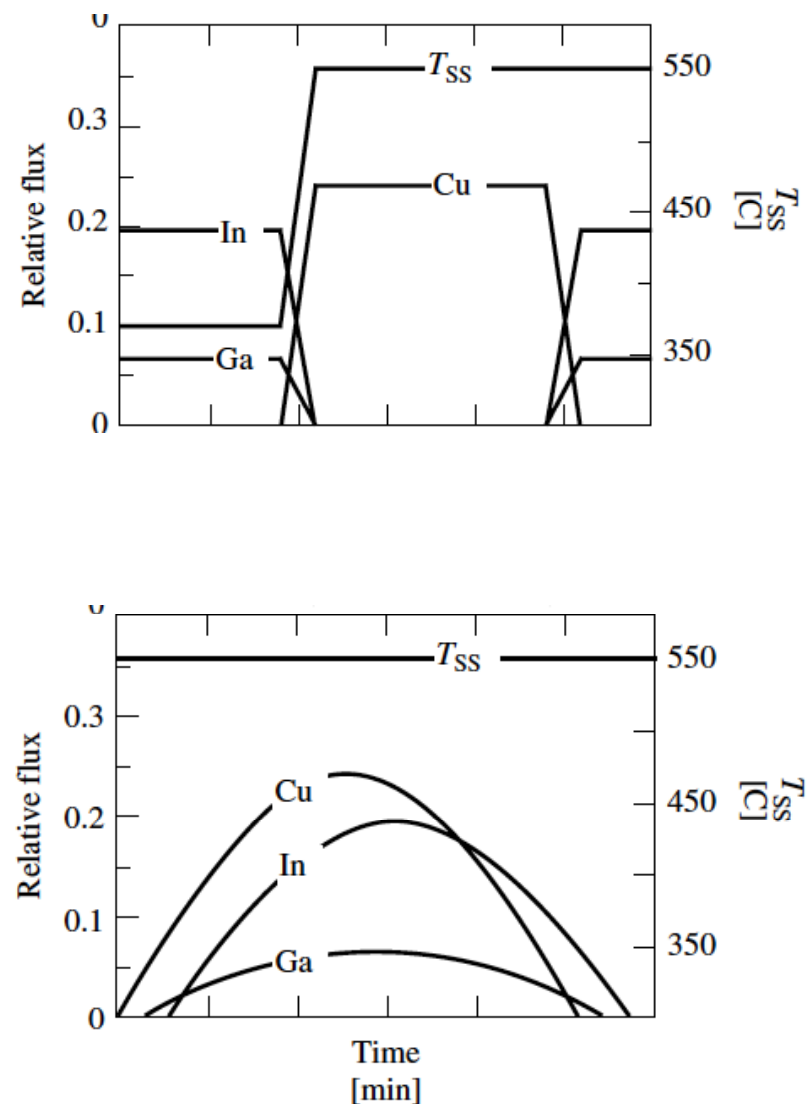 0
T_SS
550
0.3
Relative flux
Cu
0.2
In
450
T_SS
[C]
0.1
Ga
350
0
T_SS
550
0.3
Relative flux
Cu
0.2
In
450
T_SS
[C]
0.1
Ga
350
0
Time
[min]